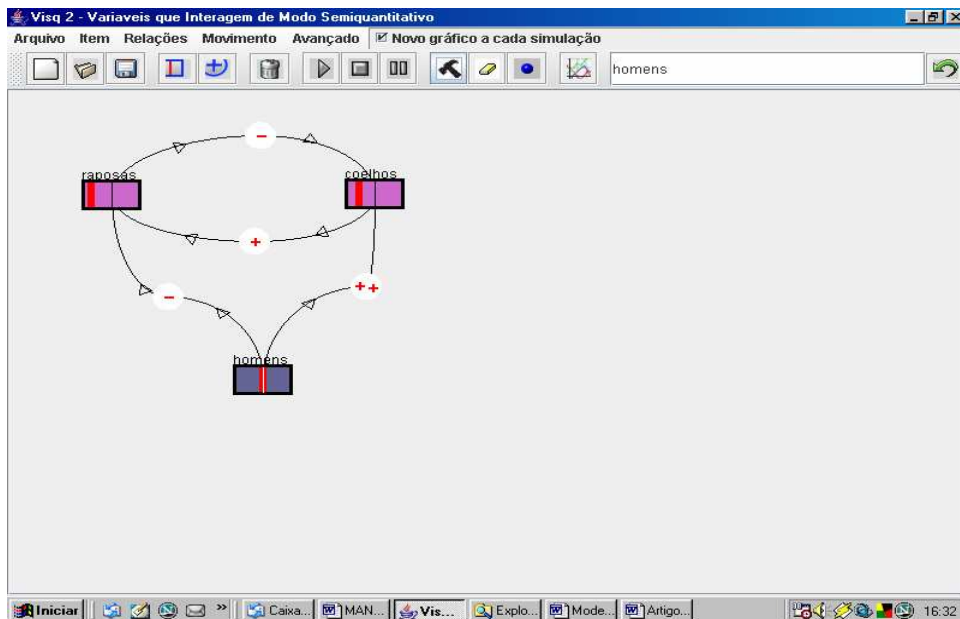 Visq 2 - Variaveis que Interagem de Modo Semiquantitativo
Arquivo Item Relações Movimento Avançado Novo gráfico a cada simulação
homens
-
raposas coelhos
+
- ++
homens
Iniciar » Caixa... MAN... Vis... Explo... Mode... Artigo... 16:32